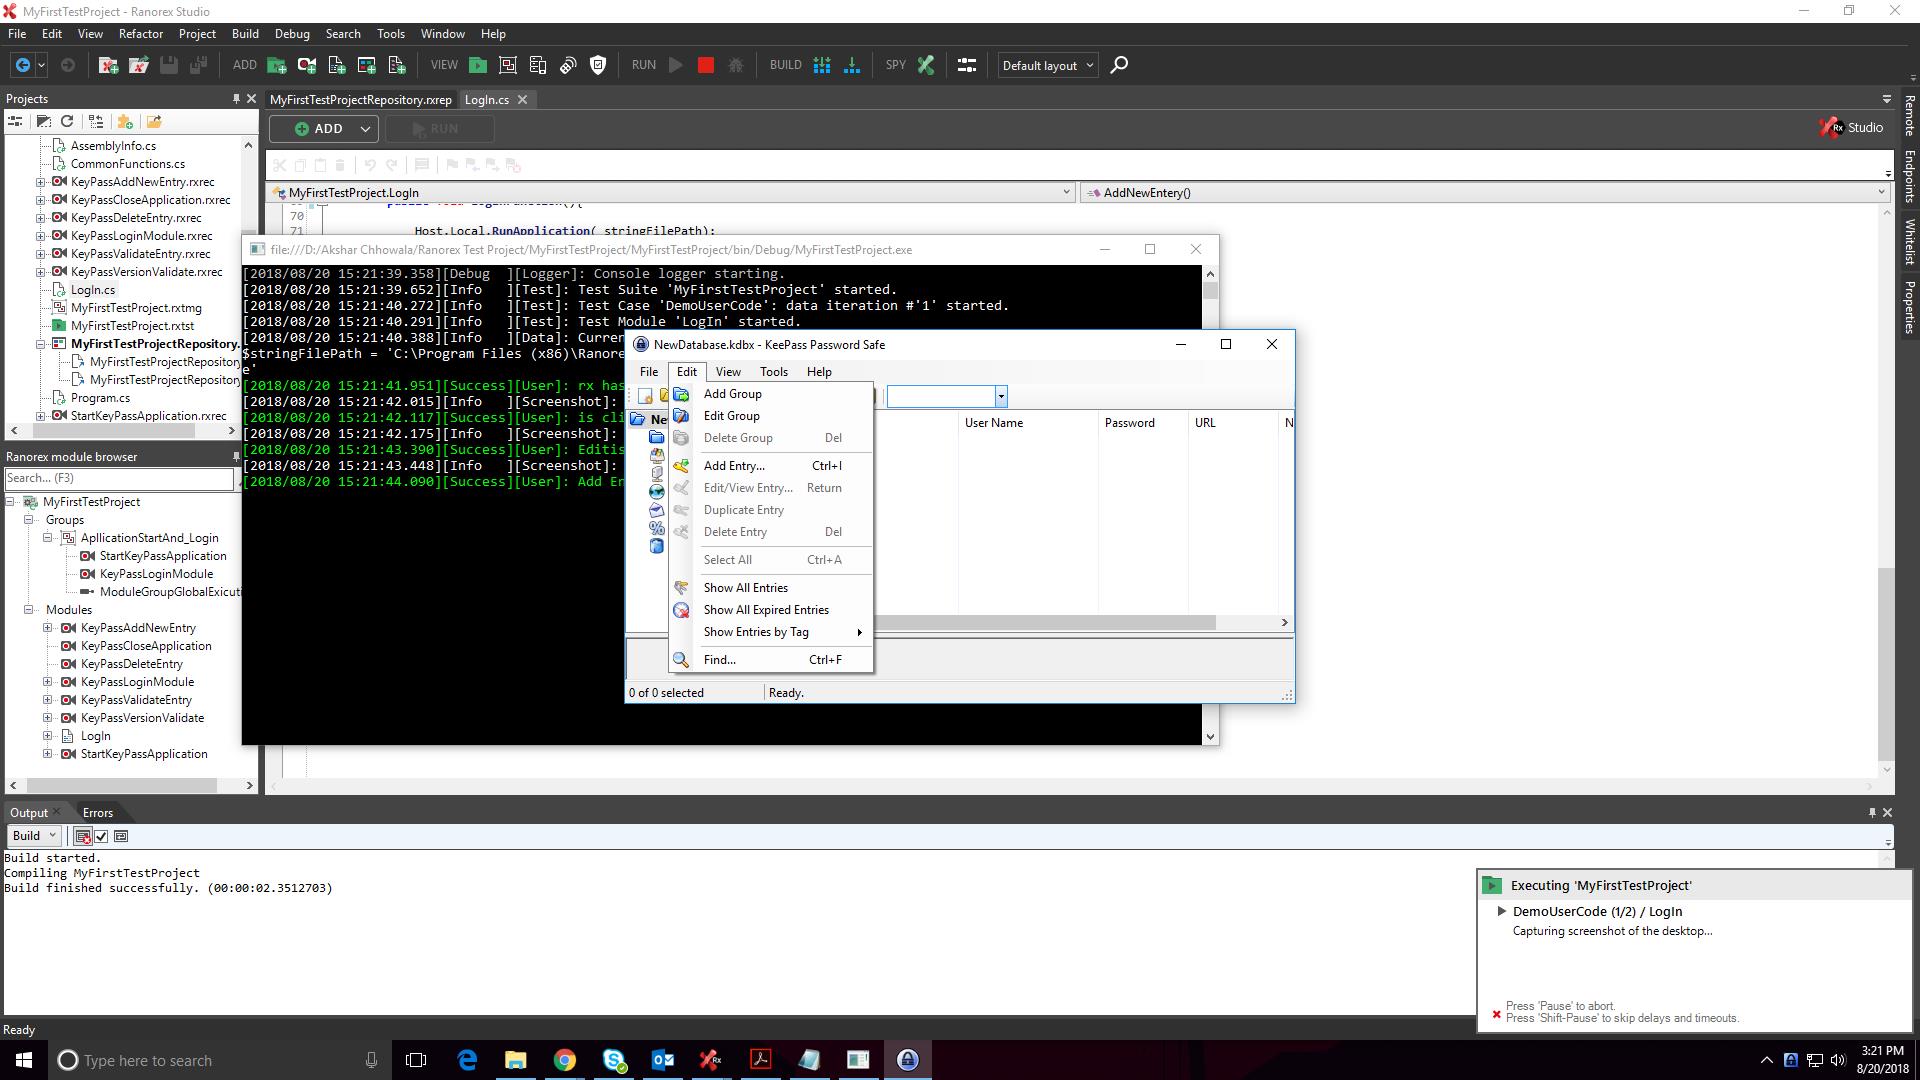 MyFirstTestProject - Ranorex Studio
File Edit View Refactor Project Build Debug Search Tools Window Help
ADD VIEW RUN BUILD SPY Default layout
Projects
MyFirstTestProjectRepository.rxrep LogIn.cs
ADD RUN
Studio
AssemblyInfo.cs
CommonFunctions.cs
KeyPassAddNewEntry.rxrec
KeyPassCloseApplication.rxrec
KeyPassDeleteEntry.rxrec
KeyPassLoginModule.rxrec
KeyPassValidateEntry.rxrec
KeyPassVersionValidate.rxrec
LogIn.cs
MyFirstTestProject.rxtmg
MyFirstTestProject.rxtst
MyFirstTestProjectRepository.
MyFirstTestProjectRepository
MyFirstTestProjectRepository
Program.cs
StartKeyPassApplication.rxrec
MyFirstTestProject.LogIn AddNewEntery()
70
71 Host.Local.RunApplication( stringFilePath);
file:///D:/Akshar Chhowala/Ranorex Test Project/MyFirstTestProject/MyFirstTestProject/bin/Debug/MyFirstTestProject.exe
[2018/08/20 15:21:39.358][Debug ][Logger]: Console logger starting.
[2018/08/20 15:21:39.652][Info ][Test]: Test Suite 'MyFirstTestProject' started.
[2018/08/20 15:21:40.272][Info ][Test]: Test Case 'DemoUserCode': data iteration #'1' started.
[2018/08/20 15:21:40.291][Info ][Test]: Test Module 'LogIn' started.
[2018/08/20 15:21:40.388][Info ][Data]: Curren
$stringFilePath = 'C:\Program Files (x86)\Ranore
e'
[2018/08/20 15:21:41.951][Success][User]: rx has
[2018/08/20 15:21:42.015][Info ][Screenshot]:
[2018/08/20 15:21:42.117][Success][User]: is cli
[2018/08/20 15:21:42.175][Info ][Screenshot]:
[2018/08/20 15:21:43.390][Success][User]: Editis
[2018/08/20 15:21:43.448][Info ][Screenshot]:
[2018/08/20 15:21:44.090][Success][User]: Add En
NewDatabase.kdbx - KeePass Password Safe
File Edit View Tools Help
New
User Name Password URL N
Add Group
Edit Group
Delete Group Del
Add Entry... Ctrl+I
Edit/View Entry... Return
Duplicate Entry
Delete Entry Del
Select All Ctrl+A
Show All Entries
Show All Expired Entries
Show Entries by Tag
Find... Ctrl+F
0 of 0 selected Ready.
Ranorex module browser
Search... (F3)
MyFirstTestProject
Groups
ApllicationStartAnd_Login
StartKeyPassApplication
KeyPassLoginModule
ModuleGroupGlobalExicuti
Modules
KeyPassAddNewEntry
KeyPassCloseApplication
KeyPassDeleteEntry
KeyPassLoginModule
KeyPassValidateEntry
KeyPassVersionValidate
LogIn
StartKeyPassApplication
Remote
Endpoints
Whitelist
Properties
Output Errors
Build
Build started.
Compiling MyFirstTestProject
Build finished successfully. (00:00:02.3512703)
Executing 'MyFirstTestProject'
DemoUserCode (1/2) / LogIn
Capturing screenshot of the desktop...
Press 'Pause' to abort.
Press 'Shift-Pause' to skip delays and timeouts.
Ready
Type here to search
3:21 PM
8/20/2018